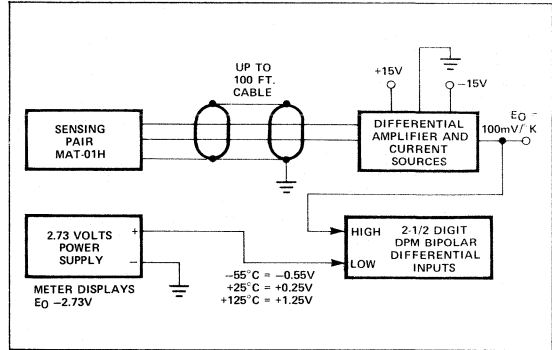 UP TO
100 FT.
CABLE
+15V
-15V
SENSING
PAIR
MAT-01H
DIFFERENTIAL
AMPLIFIER AND
CURRENT
SOURCES
EO =
100mV/°K
2.73 VOLTS
POWER
SUPPLY
+
-
HIGH
LOW
2-1/2 DIGIT
DPM BIPOLAR
DIFFERENTIAL
INPUTS
METER DISPLAYS
EO -2.73V
--55°C = -0.55V
+25°C = +0.25V
+125°C = +1.25V